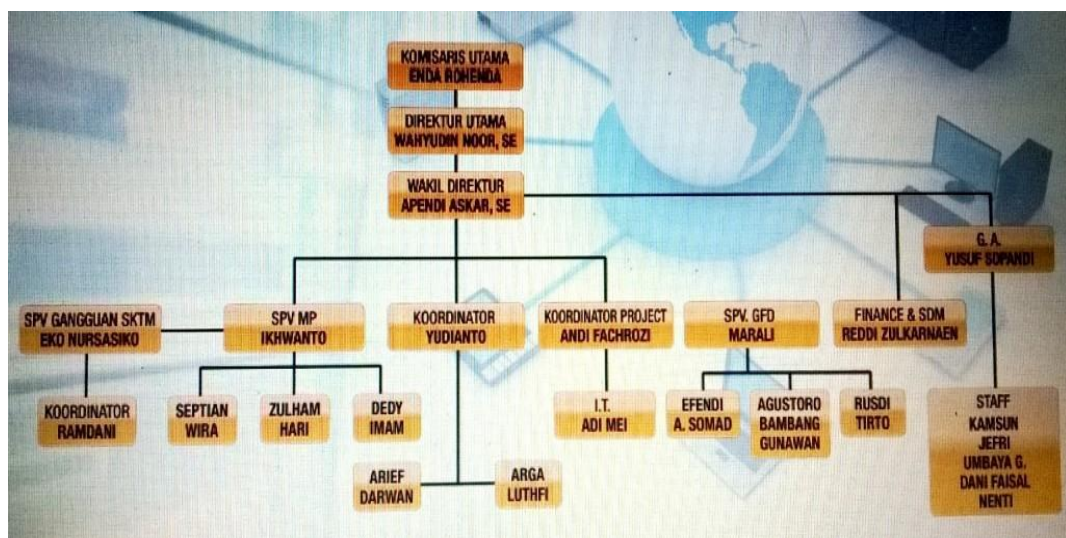 KOMISARIS UTAMA
ENDA ROHENDA
DIREKTUR UTAMA
WAHYUDIN NOOR, SE
WAKIL DIREKTUR
APENDI ASKAR, SE
G. A.
YUSUF SOPANDI
SPV GANGGUAN SKTM
EKO NURSASIKO
SPV MP
IKHWANTO
KOORDINATOR
YUDIANTO
KOORDINATOR PROJECT
ANDI FACHROZI
SPV. GFD
MARALI
FINANCE & SDM
REDDI ZULKARNAEN
KOORDINATOR
RAMDANI
SEPTIAN
WIRA
ZULHAM
HARI
DEDY
IMAM
I.T.
ADI MEI
EFENDI
A. SOMAD
AGUSTORO
BAMBANG
GUNAWAN
RUSDI
TIRTO
STAFF
KAMSUN
JEFRI
UMBAYA G.
DANI FAISAL
NENTI
ARIEF
DARWAN
ARGA
LUTHFI